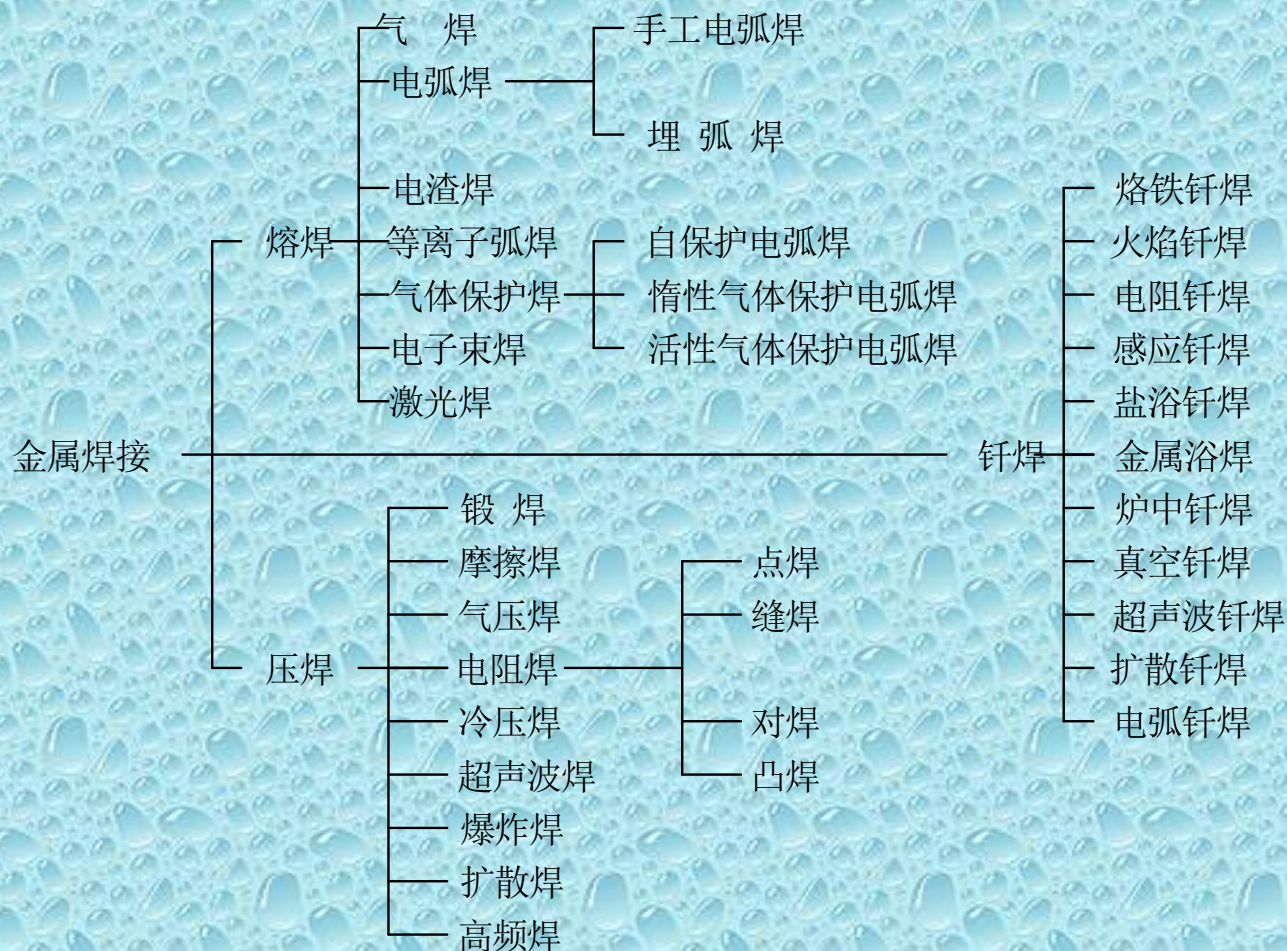 气 焊
电弧焊
手工电弧焊
埋 弧 焊
电渣焊
熔焊
等离子弧焊
自保护电弧焊
气体保护焊
惰性气体保护电弧焊
电子束焊
活性气体保护电弧焊
激光焊
金属焊接
钎焊
烙铁钎焊
火焰钎焊
电阻钎焊
感应钎焊
盐浴钎焊
金属浴焊
炉中钎焊
真空钎焊
超声波钎焊
扩散钎焊
电弧钎焊
压焊
锻 焊
摩擦焊
气压焊
电阻焊
点焊
缝焊
对焊
凸焊
冷压焊
超声波焊
爆炸焊
扩散焊
高频焊